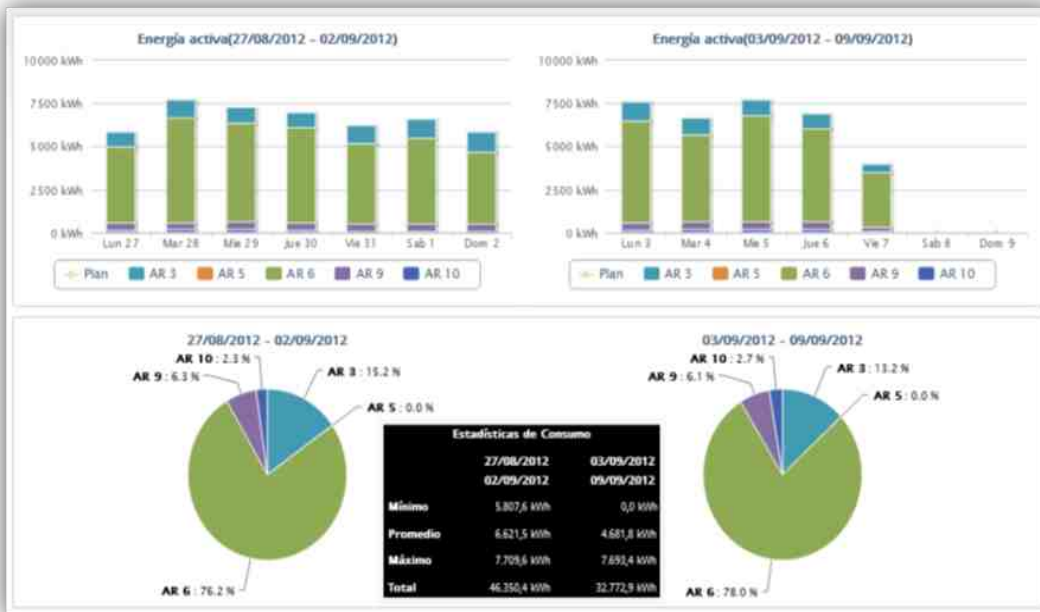 Energía activa(27/08/2012 - 02/09/2012)
10000 kWh
7500 kWh
5000 kWh
2500 kWh
0 kWh
Lun 27 Mar 28 Mie 29 Jue 30 Vie 31 Sab 1 Dom 2
Plan AR 3 AR 5 AR 6 AR 9 AR 10
Energía activa(03/09/2012 - 09/09/2012)
10000 kWh
7500 kWh
5000 kWh
2500 kWh
0 kWh
Lun 3 Mar 4 Mie 5 Jue 6 Vie 7 Sab 8 Dom 9
Plan AR 3 AR 5 AR 6 AR 9 AR 10
27/08/2012 - 02/09/2012
AR 10 : 2.3 %
AR 3 : 15.2 %
AR 9 : 6.3 %
AR 5 : 0.0 %
AR 6 : 76.2 %
Estadísticas de Consumo
27/08/2012 03/09/2012
02/09/2012 09/09/2012
Mínimo 5.807,6 kWh 0,0 kWh
Promedio 6.621,5 kWh 4.681,8 kWh
Máximo 7.709,6 kWh 7.693,4 kWh
Total 46.350,4 kWh 32.772,9 kWh
03/09/2012 - 09/09/2012
AR 10 : 2.7 %
AR 3 : 13.2 %
AR 9 : 6.1 %
AR 5 : 0.0 %
AR 6 : 78.0 %